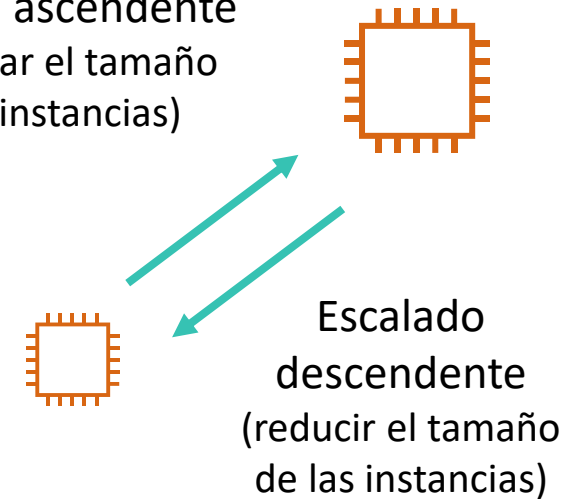 ascendente
ar el tamaño
instancias)
Escalado
descendente
(reducir el tamaño
de las instancias)